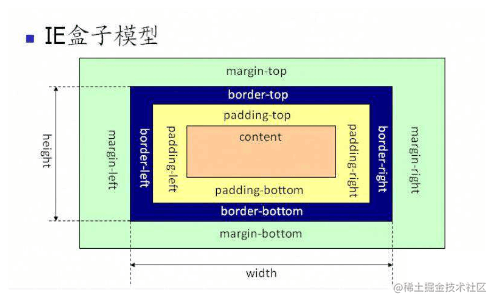 IE盒子模型
margin-top
border-top
padding-top
content
height
margin-left
border-left
padding-left
padding-right
border-right
margin-right
padding-bottom
border-bottom
margin-bottom
width
@稀土掘金技术社区